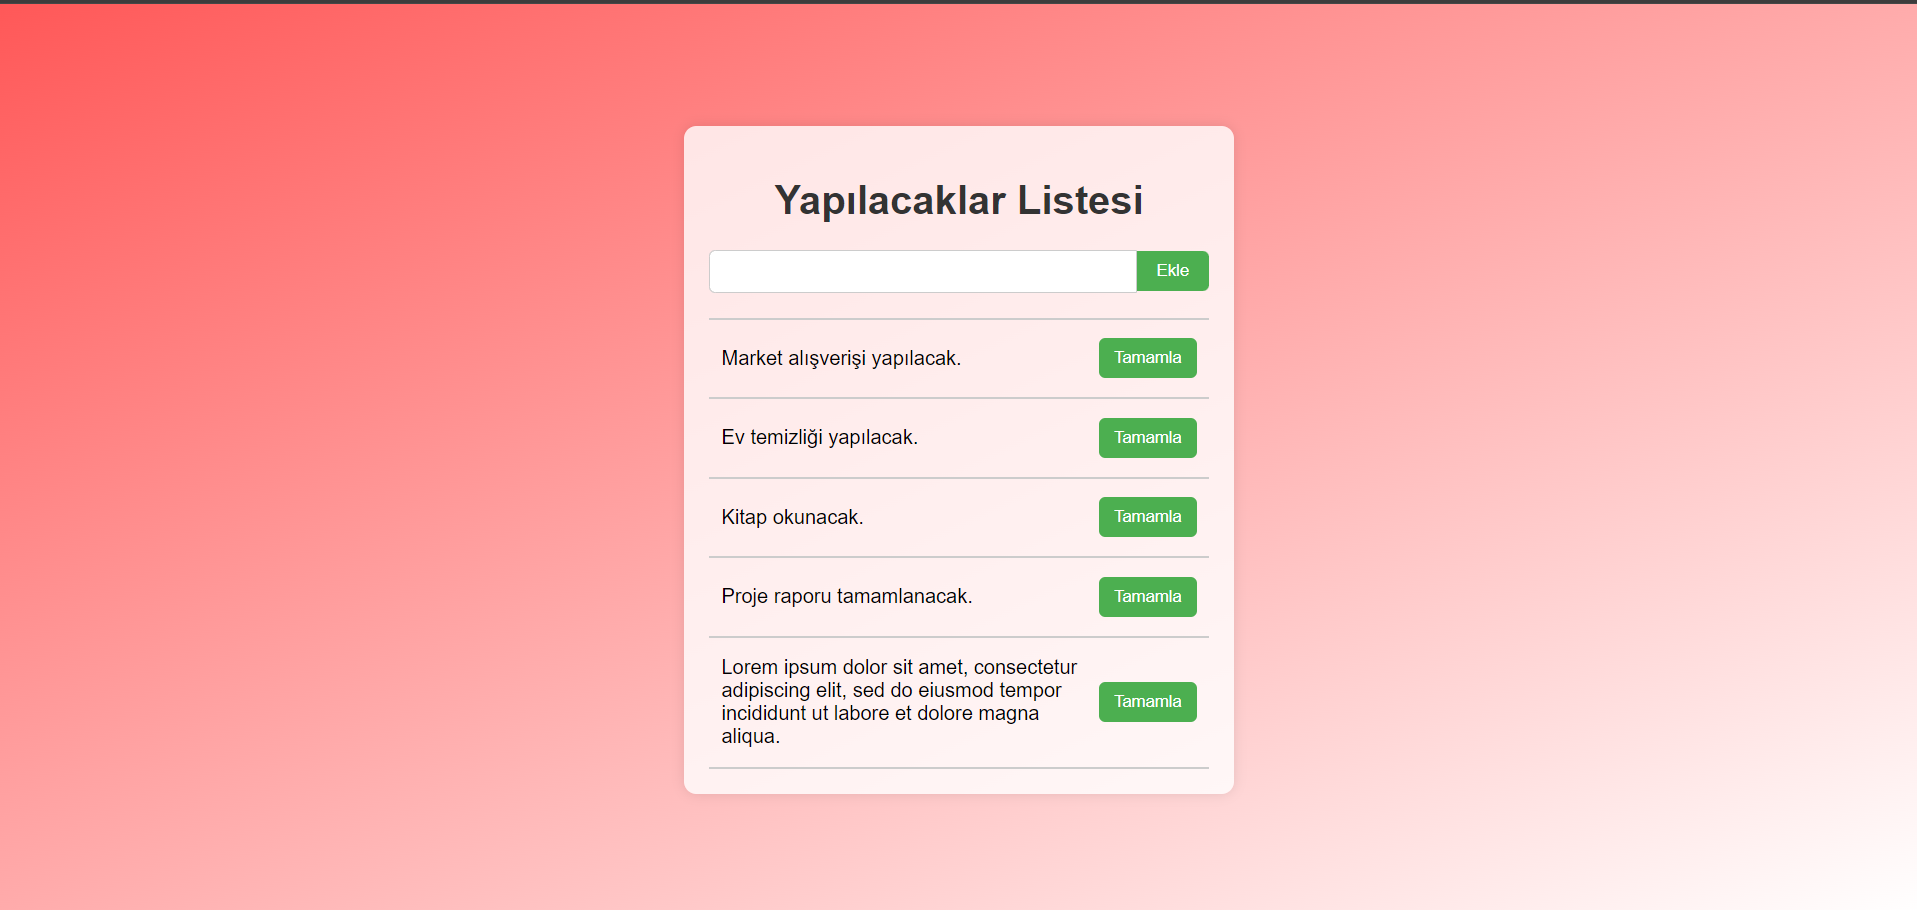 Yapılacaklar Listesi
Ekle
Market alışverişi yapılacak.
Tamamla
Ev temizliği yapılacak.
Tamamla
Kitap okunacak.
Tamamla
Proje raporu tamamlanacak.
Tamamla
Lorem ipsum dolor sit amet, consectetur
adipiscing elit, sed do eiusmod tempor
incididunt ut labore et dolore magna
aliqua.
Tamamla